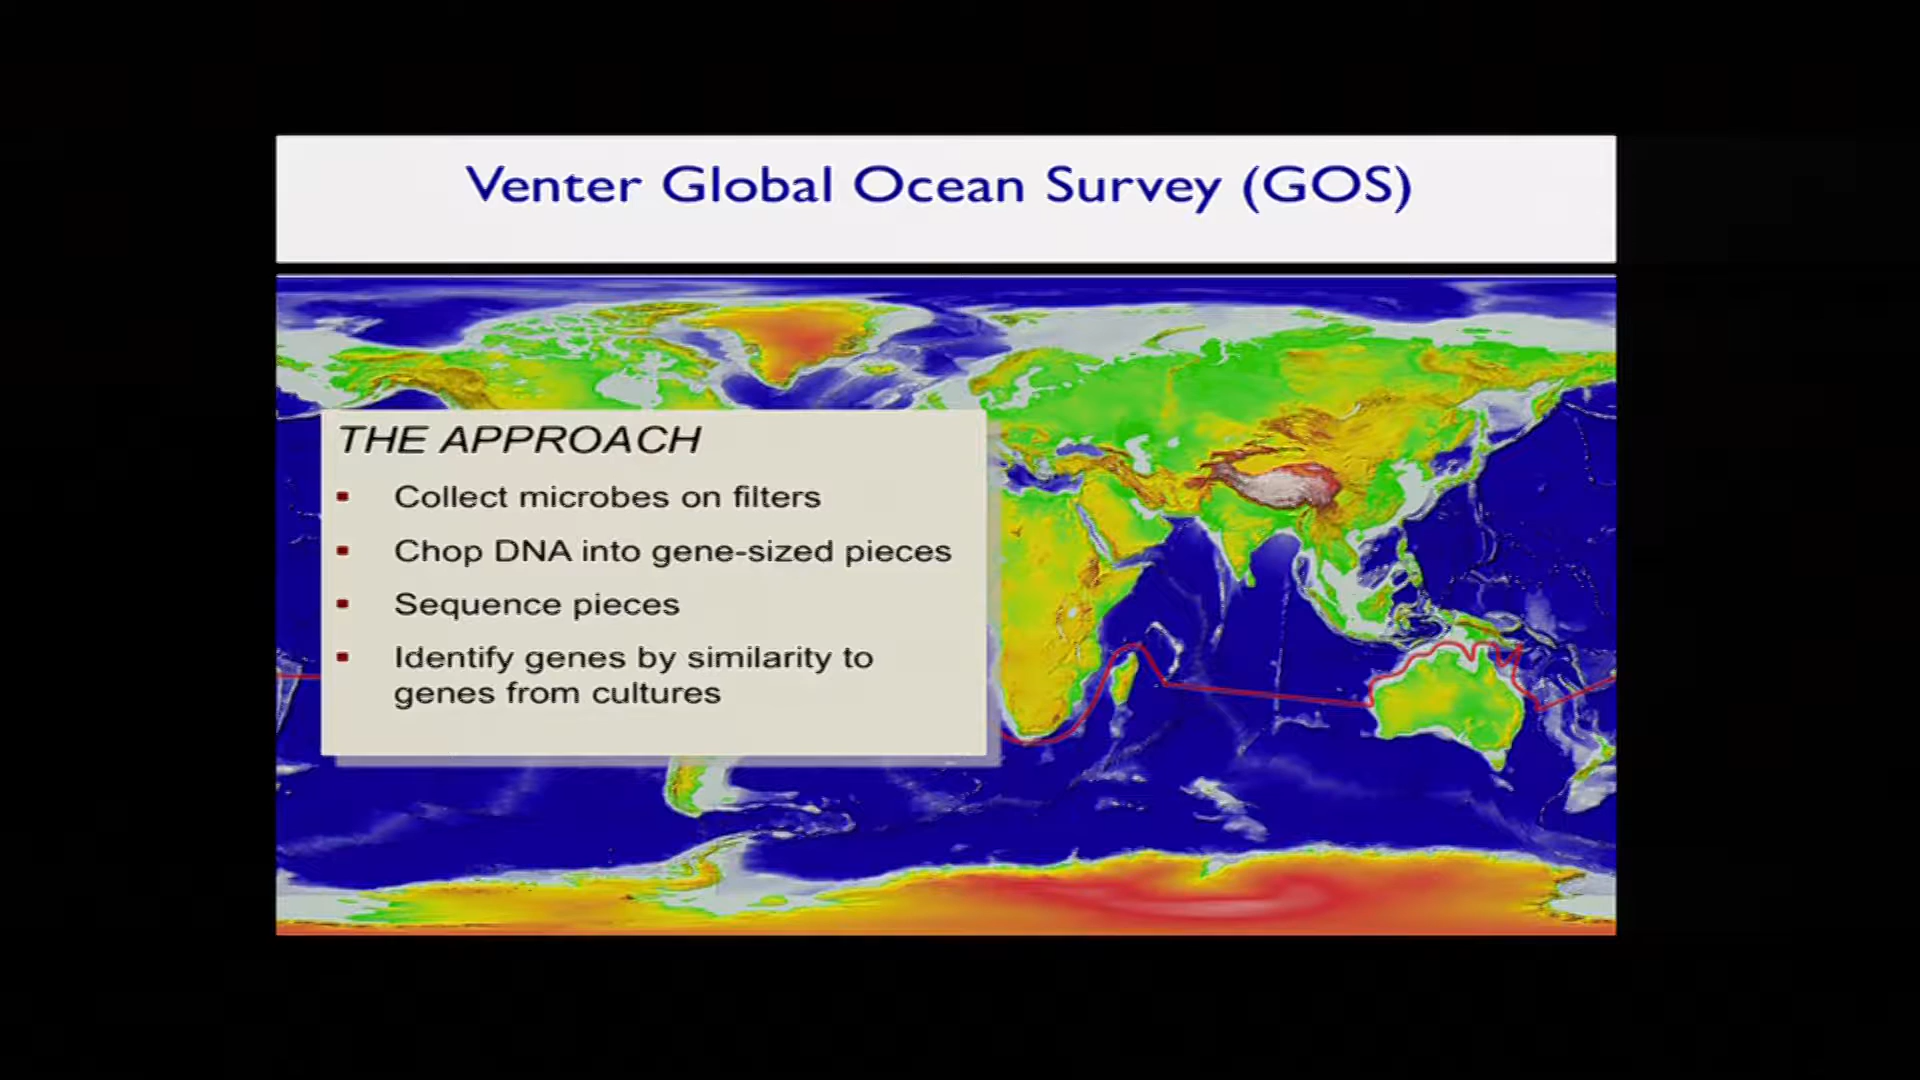 Venter Global Ocean Survey (GOS)
THE APPROACH
Collect microbes on filters
Chop DNA into gene-sized pieces
Sequence pieces
Identify genes by similarity to
genes from cultures